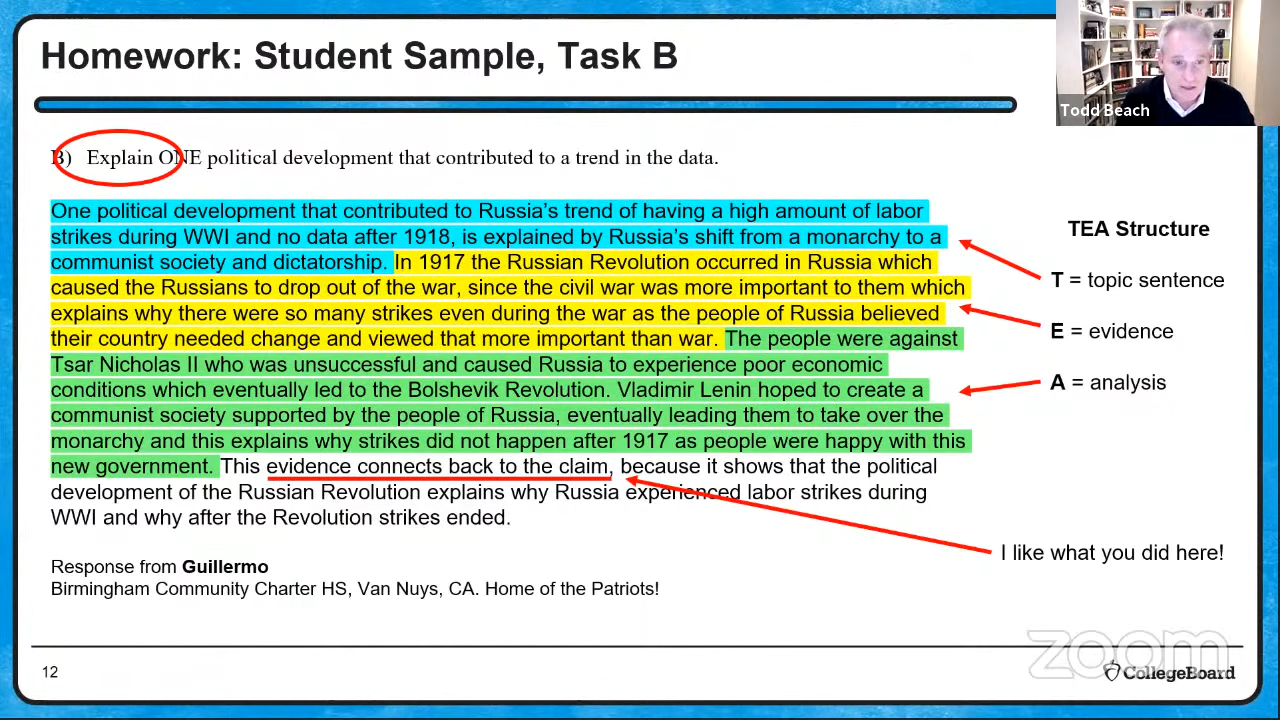 Homework: Student Sample, Task B
Todd Beach
B) Explain ONE political development that contributed to a trend in the data.
One political development that contributed to Russia's trend of having a high amount of labor
strikes during WWI and no data after 1918, is explained by Russia's shift from a monarchy to a
communist society and dictatorship. In 1917 the Russian Revolution occurred in Russia which
caused the Russians to drop out of the war, since the civil war was more important to them which
explains why there were so many strikes even during the war as the people of Russia believed
their country needed change and viewed that more important than war. The people were against
Tsar Nicholas II who was unsuccessful and caused Russia to experience poor economic
conditions which eventually led to the Bolshevik Revolution. Vladimir Lenin hoped to create a
communist society supported by the people of Russia, eventually leading them to take over the
monarchy and this explains why strikes did not happen after 1917 as people were happy with this
new government. This evidence connects back to the claim, because it shows that the political
development of the Russian Revolution explains why Russia experienced labor strikes during
WWI and why after the Revolution strikes ended.
TEA Structure
T = topic sentence
E = evidence
A = analysis
I like what you did here!
Response from Guillermo
Birmingham Community Charter HS, Van Nuys, CA. Home of the Patriots!
12
zoom
CollegeBoard